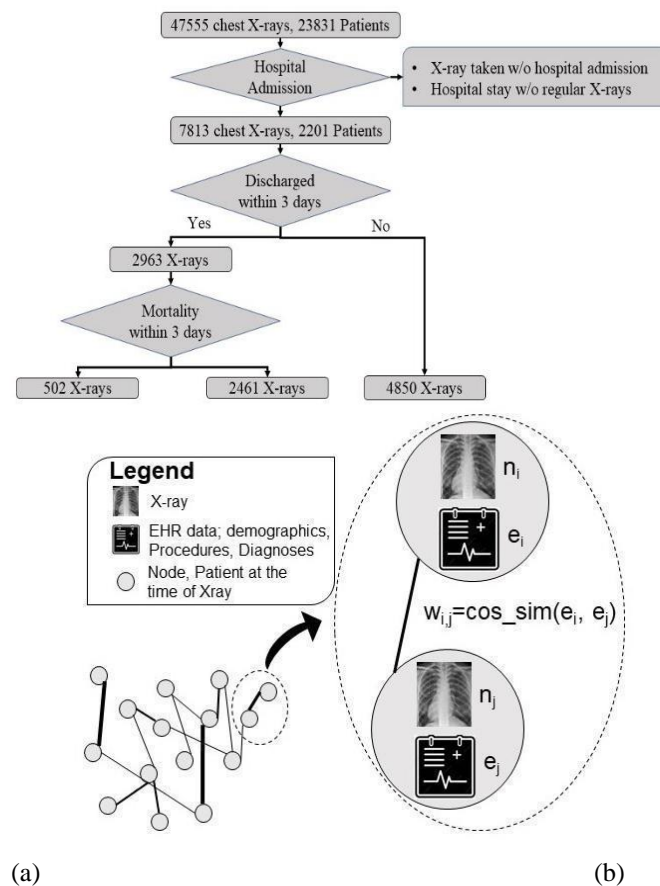 47555 chest X-rays, 23831 Patients
Hospital
Admission
• X-ray taken w/o hospital admission
• Hospital stay w/o regular X-rays
7813 chest X-rays, 2201 Patients
Discharged
within 3 days
Yes
No
2963 X-rays
Mortality
within 3 days
502 X-rays
2461 X-rays
4850 X-rays
Legend
X-ray
EHR data; demographics,
Procedures, Diagnoses
Node, Patient at the
time of Xray
nᵢ
eᵢ
wᵢ,ⱼ=cos_sim(eᵢ, eⱼ)
nⱼ
eⱼ
(a)
(b)